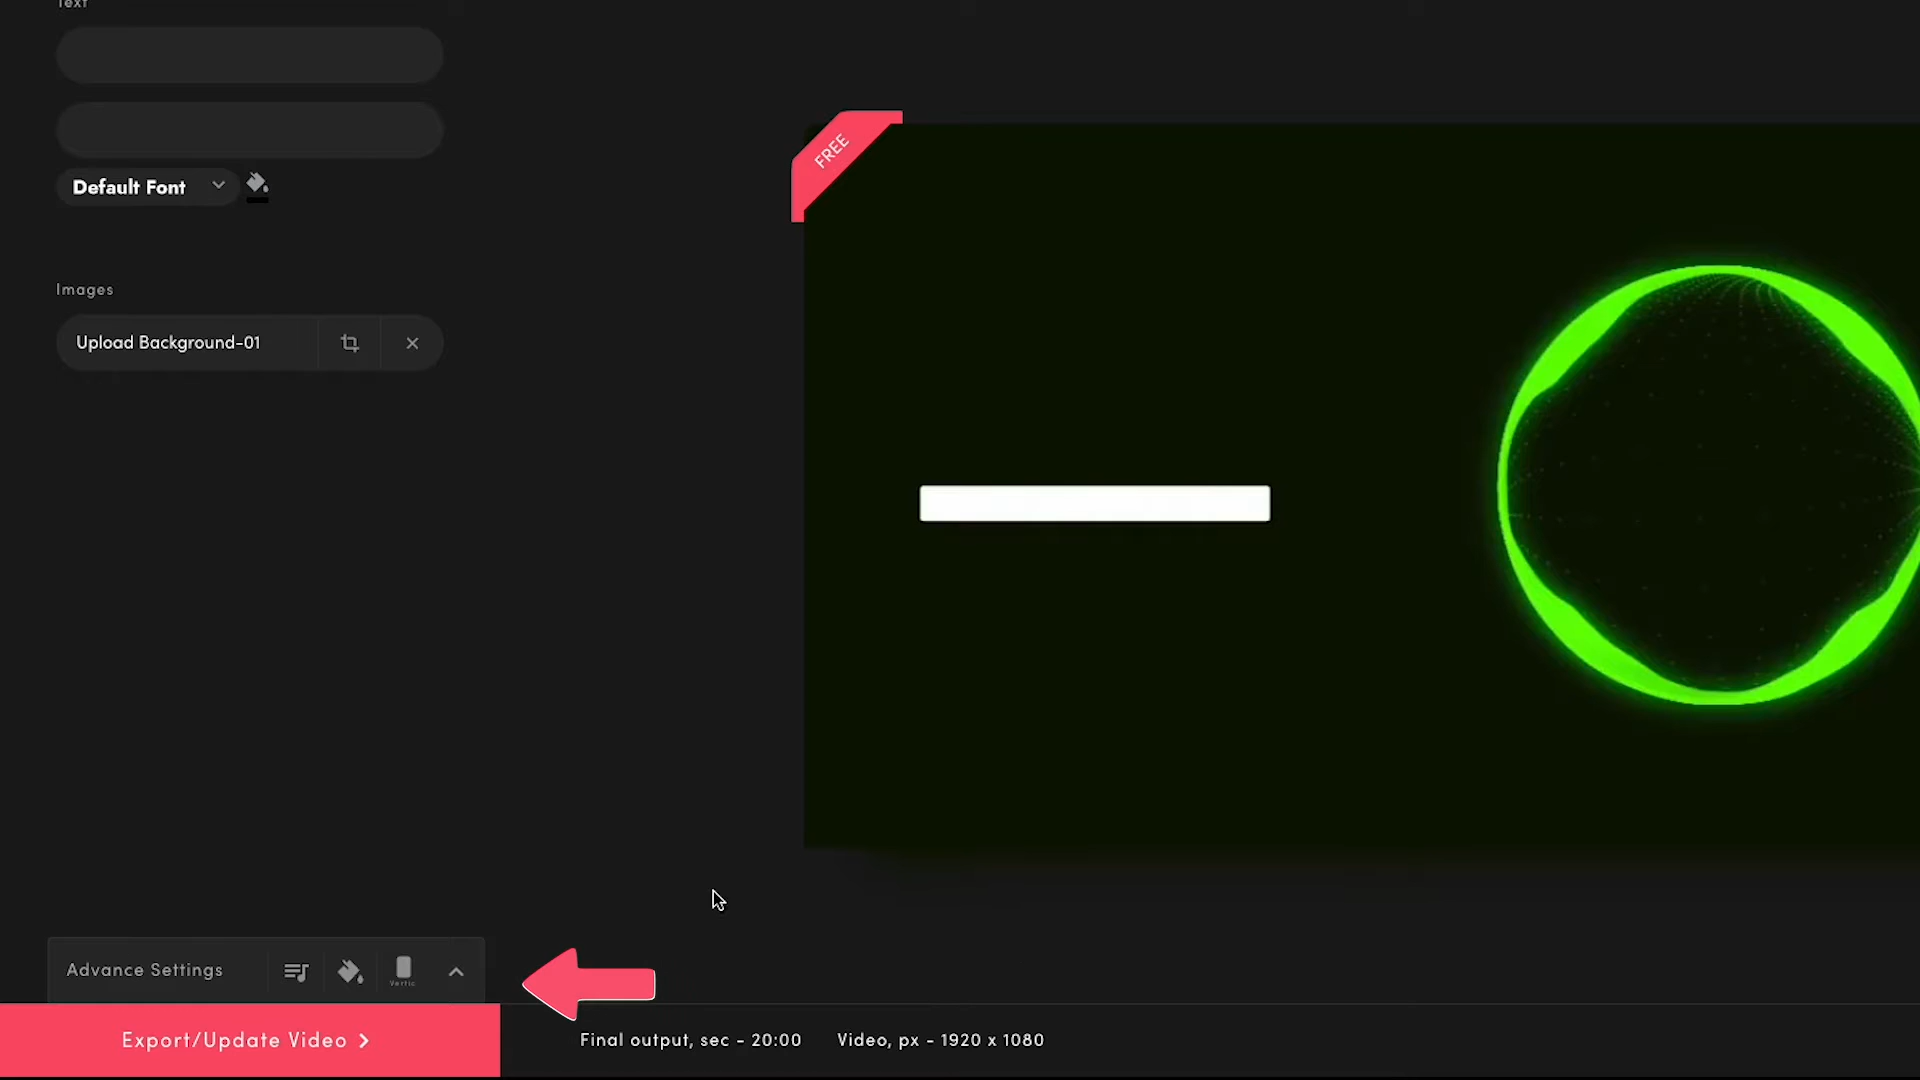 Text
FREE
Default Font
Images
Upload Background-01
Advance Settings
Vertic
Export/Update Video
Final output, sec - 20:00
Video, px - 1920 x 1080